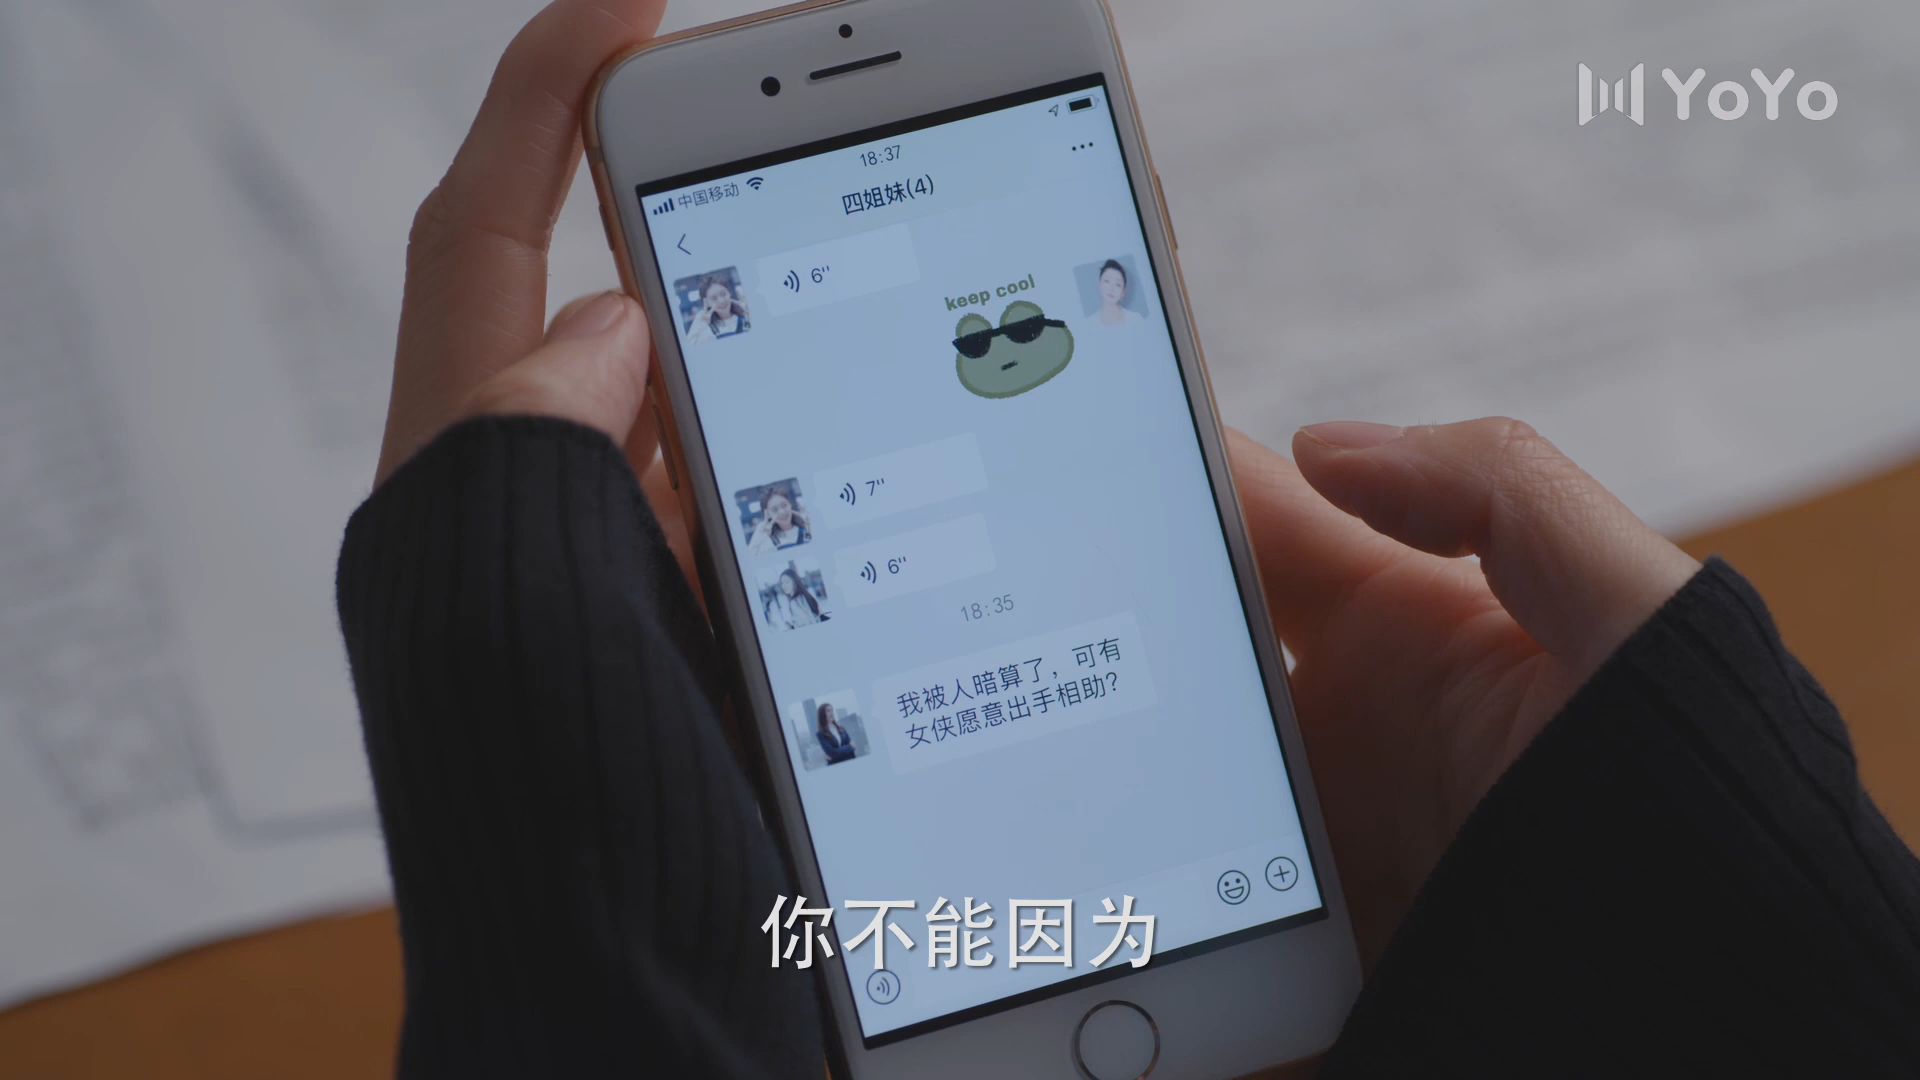 YoYo
18:37
中国移动
四姐妹(4)
6"
keep cool
7"
6"
18:35
我被人暗算了，可有
女侠愿意出手相助?
你不能因为